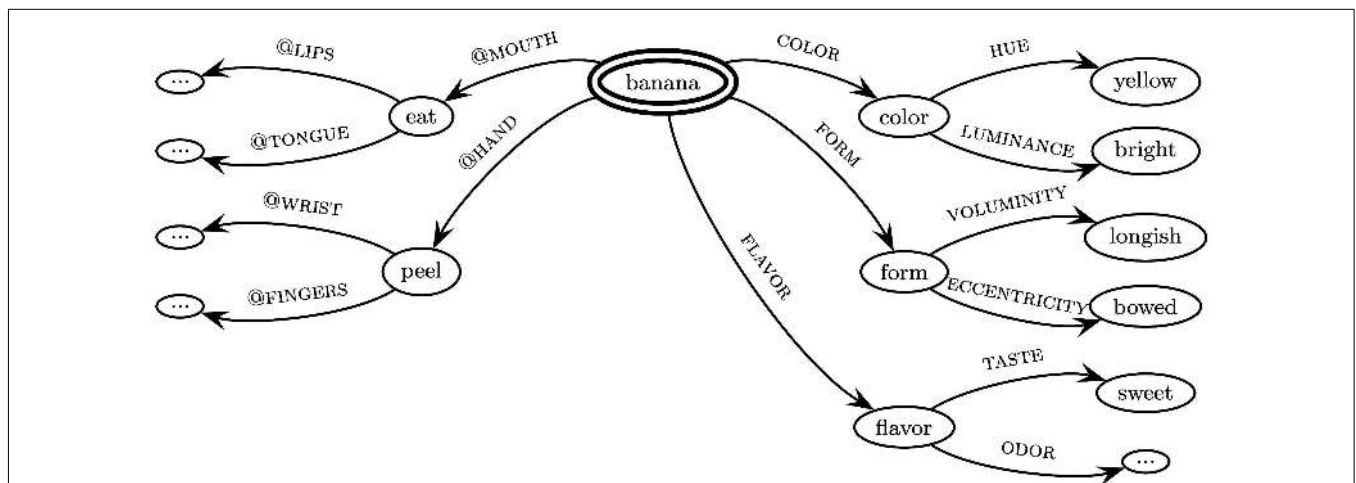 @LIPS
...
@TONGUE
...
@WRIST
...
@FINGERS
...
eat
peel
@MOUTH
@HAND
banana
COLOR
FORM
FLAVOR
color
form
flavor
HUE
yellow
LUMINANCE
bright
VOLUMINITY
longish
ECCENTRICITY
bowed
TASTE
sweet
ODOR
...